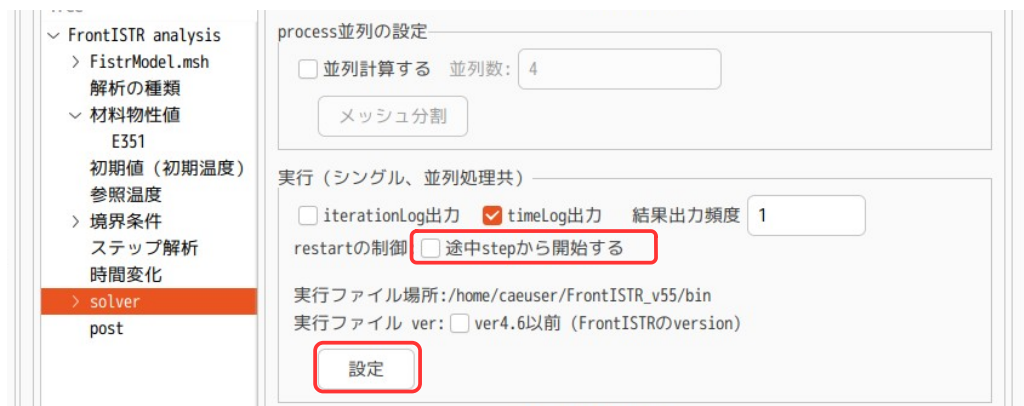 FrontISTR analysis
FistrModel.msh
解析の種類
材料物性値
E351
初期値（初期温度）
参照温度
境界条件
ステップ解析
時間変化
solver
post
process並列の設定
並列計算する 並列数: 4
メッシュ分割
実行（シングル、並列処理共）
iterationLog出力 timeLog出力 結果出力頻度 1
restartの制御 途中stepから開始する
実行ファイル場所:/home/caeuser/FrontISTR_v55/bin
実行ファイル ver: ver4.6以前（FrontISTRのversion）
設定